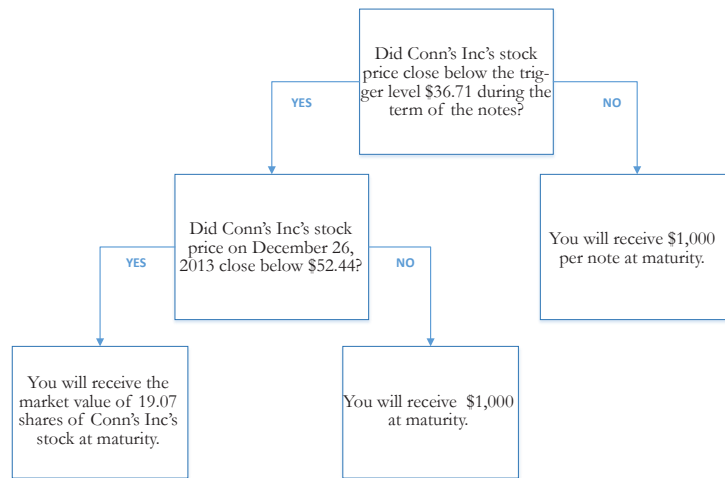 Did Conn's Inc's stock
price close below the trig-
ger level $36.71 during the
term of the notes?
YES
NO
Did Conn's Inc's stock
price on December 26,
2013 close below $52.44?
You will receive $1,000
per note at maturity.
YES
NO
You will receive the
market value of 19.07
shares of Conn's Inc's
stock at maturity.
You will receive $1,000
at maturity.